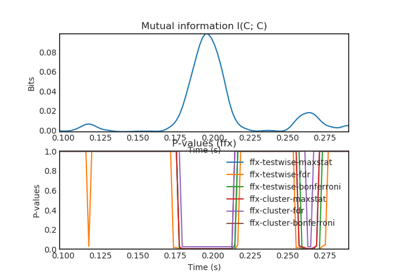 Mutual information I(C; C)
0.08
0.06
0.04
0.02
0.00
Bits
0.100 0.125 0.150 0.175 0.200 0.225 0.250 0.275
Time (s)
P-values (ffx)
1.0
0.8
0.6
0.4
0.2
0.0
P-values
ffx-testwise-maxstat
ffx-testwise-fdr
ffx-testwise-bonferroni
ffx-cluster-maxstat
ffx-cluster-fdr
ffx-cluster-bonferroni
0.100 0.125 0.150 0.175 0.200 0.225 0.250 0.275
Time (s)